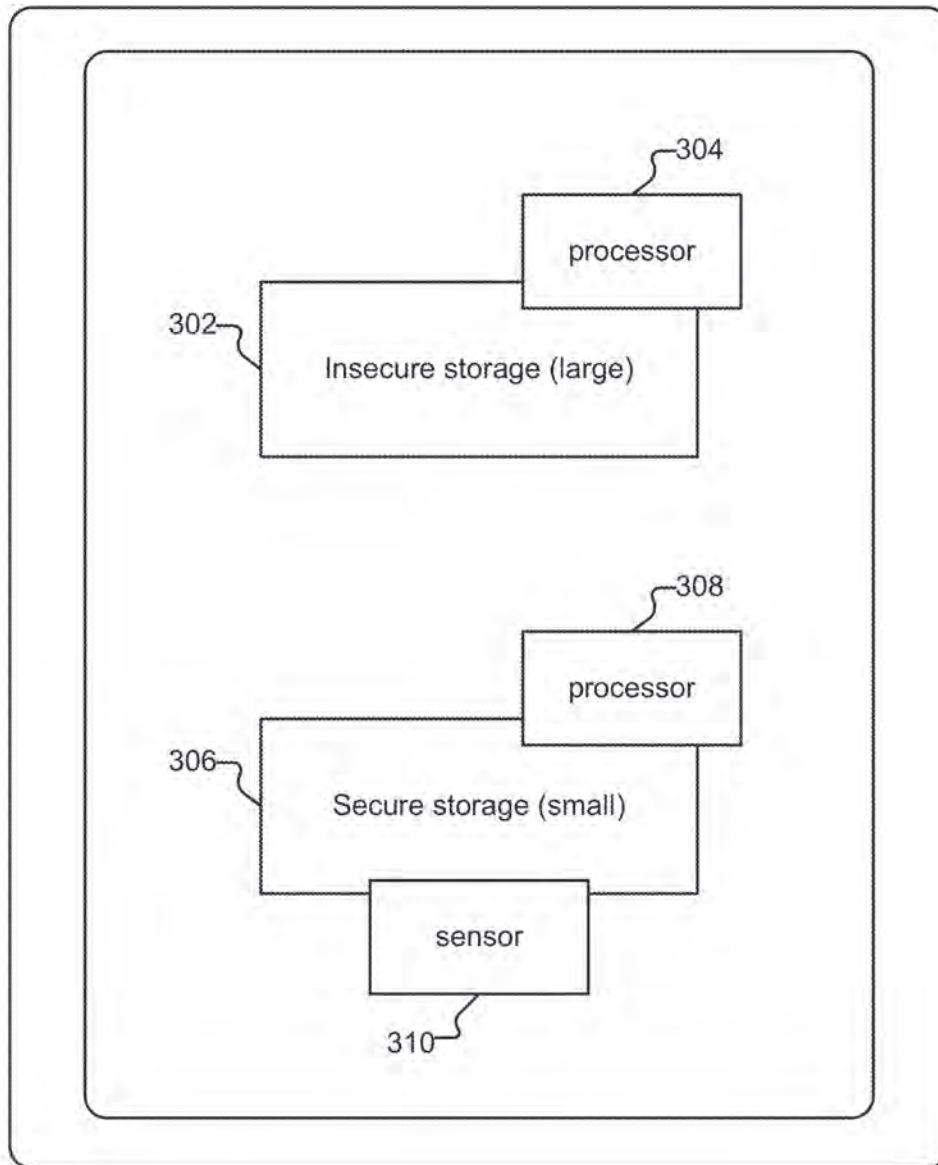 304
processor
302
Insecure storage (large)
308
processor
306
Secure storage (small)
sensor
310